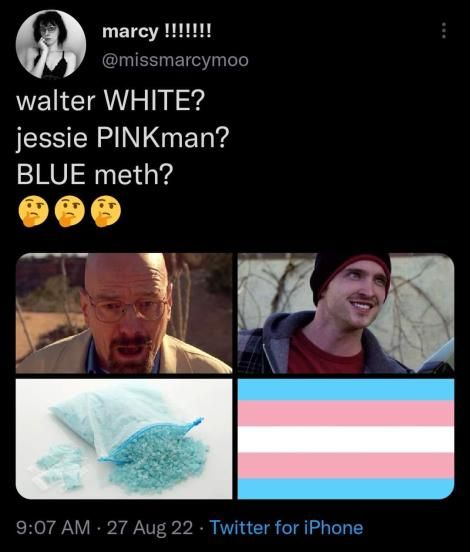 marcy !!!!!!!
@missmarcymoo
walter WHITE?
jessie PINKman?
BLUE meth?
🤔🤔🤔
9:07 AM · 27 Aug 22 · Twitter for iPhone